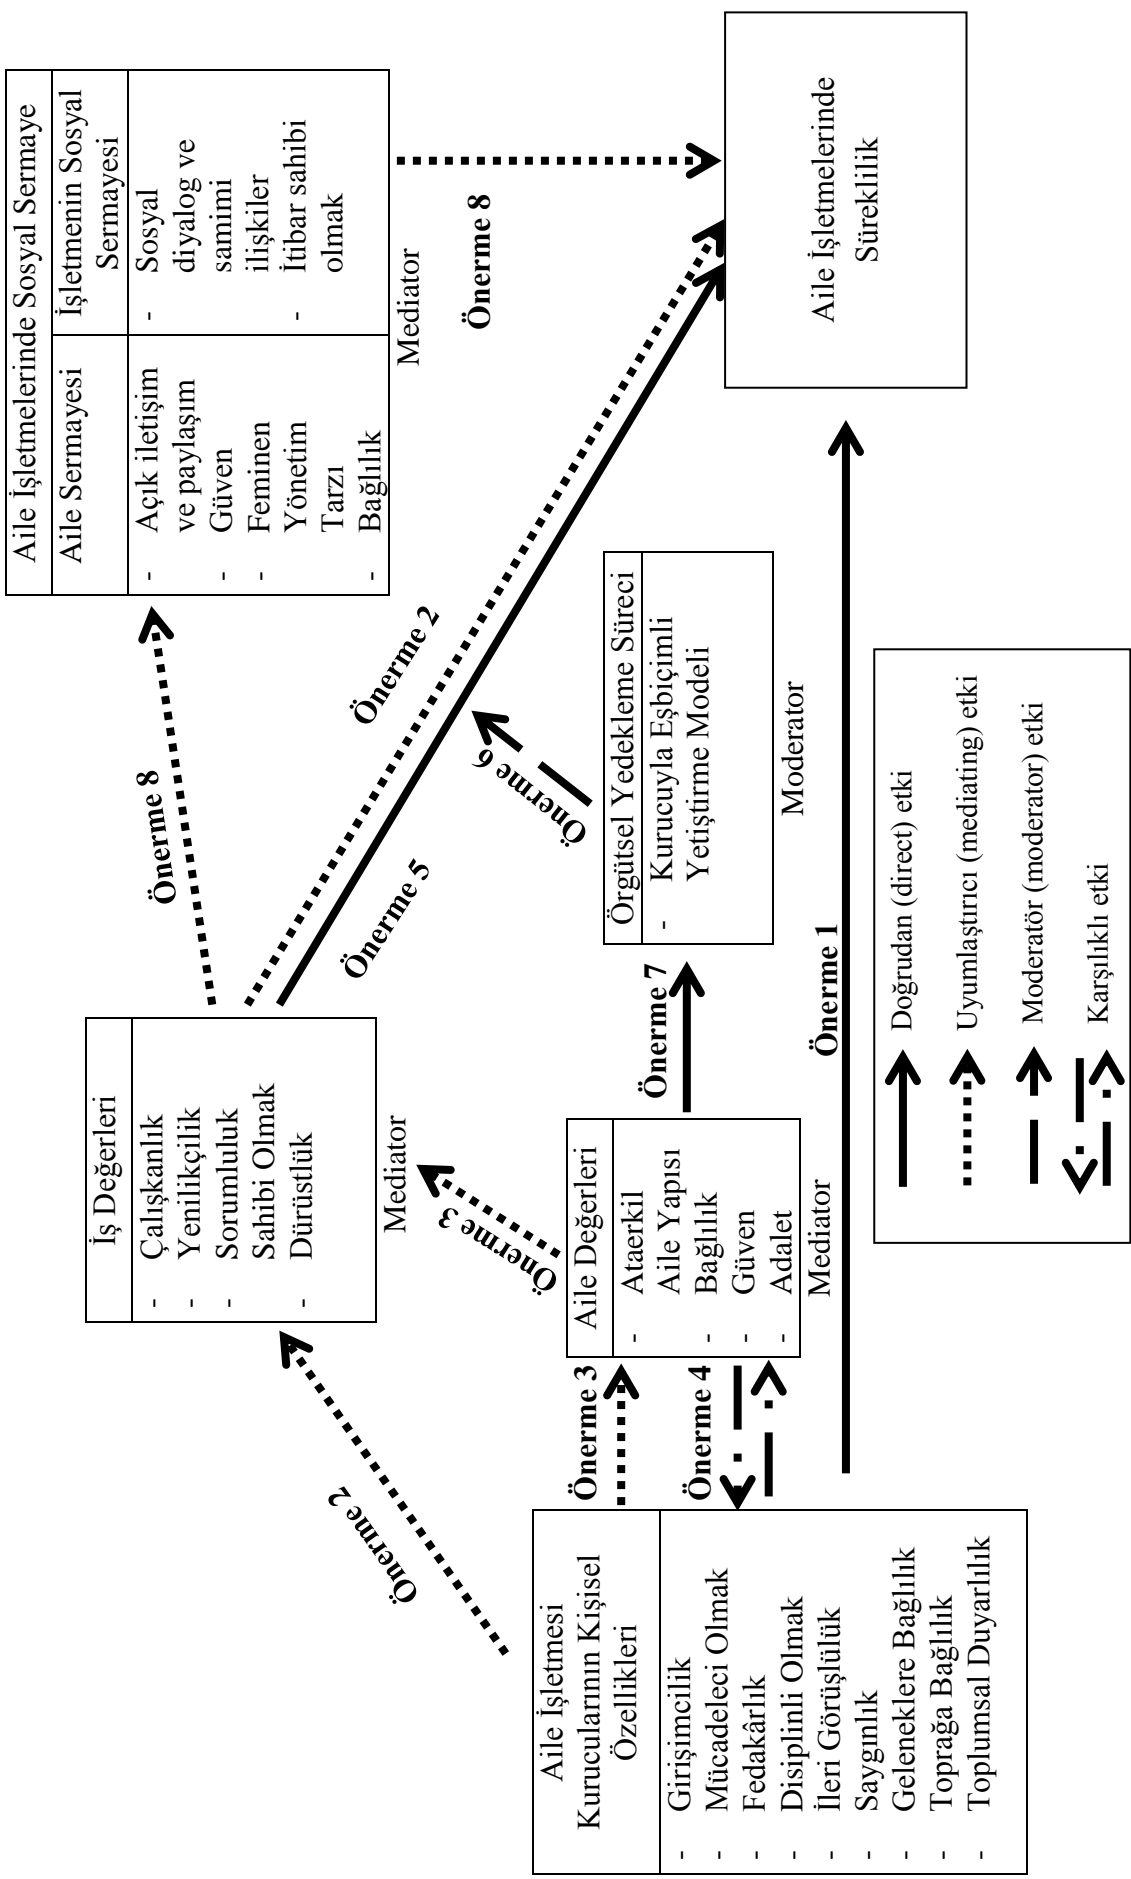 Aile İşletmelerinde Sosyal Sermaye
Aile Sermayesi
İşletmenin Sosyal
Sermayesi
- Açık iletişim
ve paylaşım
- Güven
- Feminen
Yönetim
Tarzı
- Bağlılık
- Sosyal
diyalog ve
samimi
ilişkiler
- İtibar sahibi
olmak
Mediator
Önerme 8
Önerme 8
İş Değerleri
- Çalışkanlık
- Yenilikçilik
- Sorumluluk
Sahibi Olmak
- Dürüstlük
Mediator
Önerme 2
Önerme 2
Önerme 5
Önerme 3
Önerme 6
Aile İşletmesi
Kurucularının Kişisel
Özellikleri
- Girişimcilik
- Mücadeleci Olmak
- Fedakârlık
- Disiplinli Olmak
- İleri Görüşlülük
- Saygınlık
- Geleneklere Bağlılık
- Toprağa Bağlılık
- Toplumsal Duyarlılık
Önerme 3
Önerme 4
Aile Değerleri
- Ataerkil
Aile Yapısı
- Bağlılık
- Güven
- Adalet
Mediator
Önerme 7
Örgütsel Yedekleme Süreci
- Kurucuyla Eşbiçimli
Yetiştirme Modeli
Moderator
Aile İşletmelerinde
Süreklilik
Önerme 1
Doğrudan (direct) etki
Uyumlaştırıcı (mediating) etki
Moderatör (moderator) etki
Karşılıklı etki